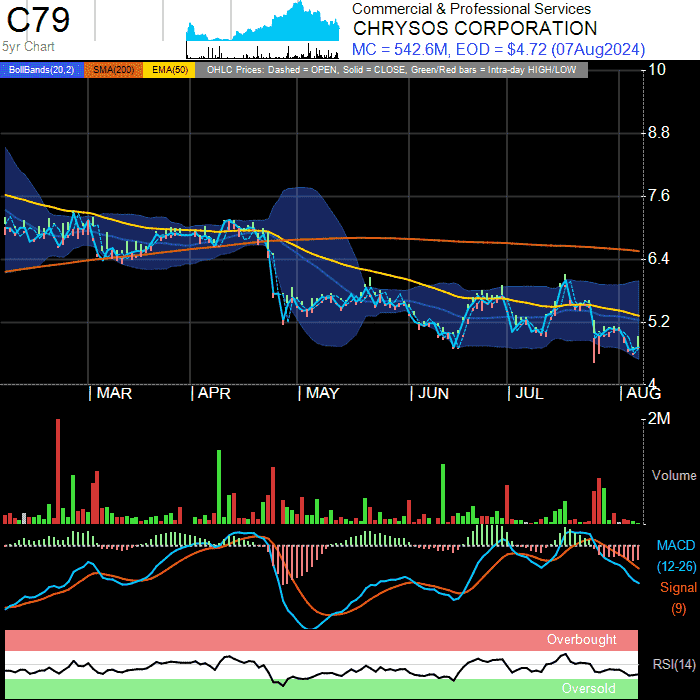 C79
5yr Chart
Commercial & Professional Services
CHRYSOS CORPORATION
MC = 542.6M, EOD = $4.72 (07Aug2024)
BollBands(20,2) SMA(200) EMA(50) OHLC Prices: Dashed = OPEN, Solid = CLOSE, Green/Red bars = Intra-day HIGH/LOW
10
8.8
7.6
6.4
5.2
4
MAR APR MAY JUN JUL AUG
2M
Volume
MACD
(12-26)
Signal
(9)
Overbought
RSI(14)
Oversold